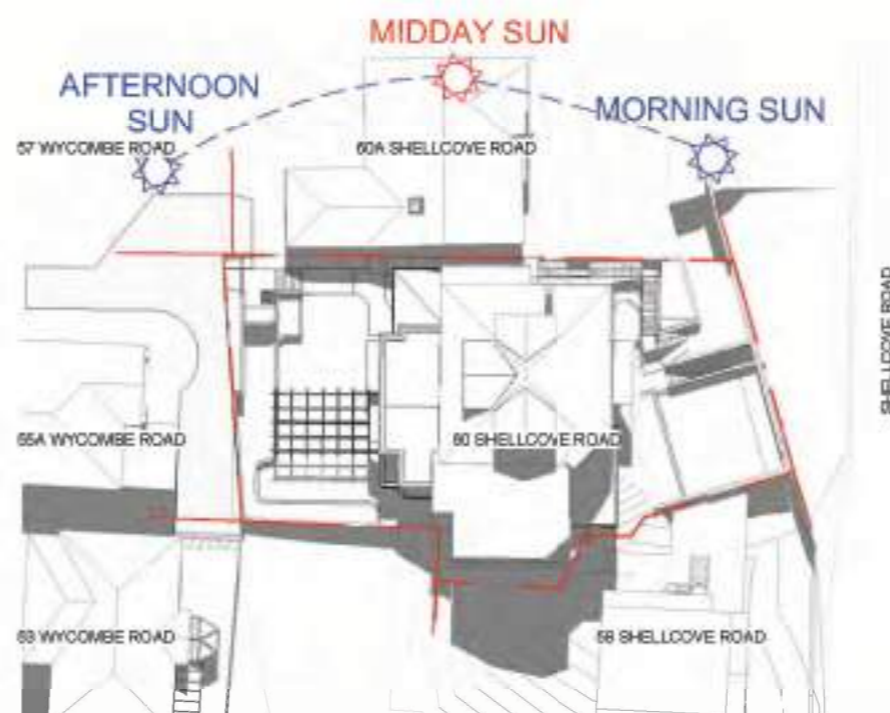 MIDDAY SUN
AFTERNOON
SUN
MORNING SUN
57 WYCOMBE ROAD
60A SHELLCOVE ROAD
SHELLCOVE ROAD
55A WYCOMBE ROAD
60 SHELLCOVE ROAD
53 WYCOMBE ROAD
58 SHELLCOVE ROAD